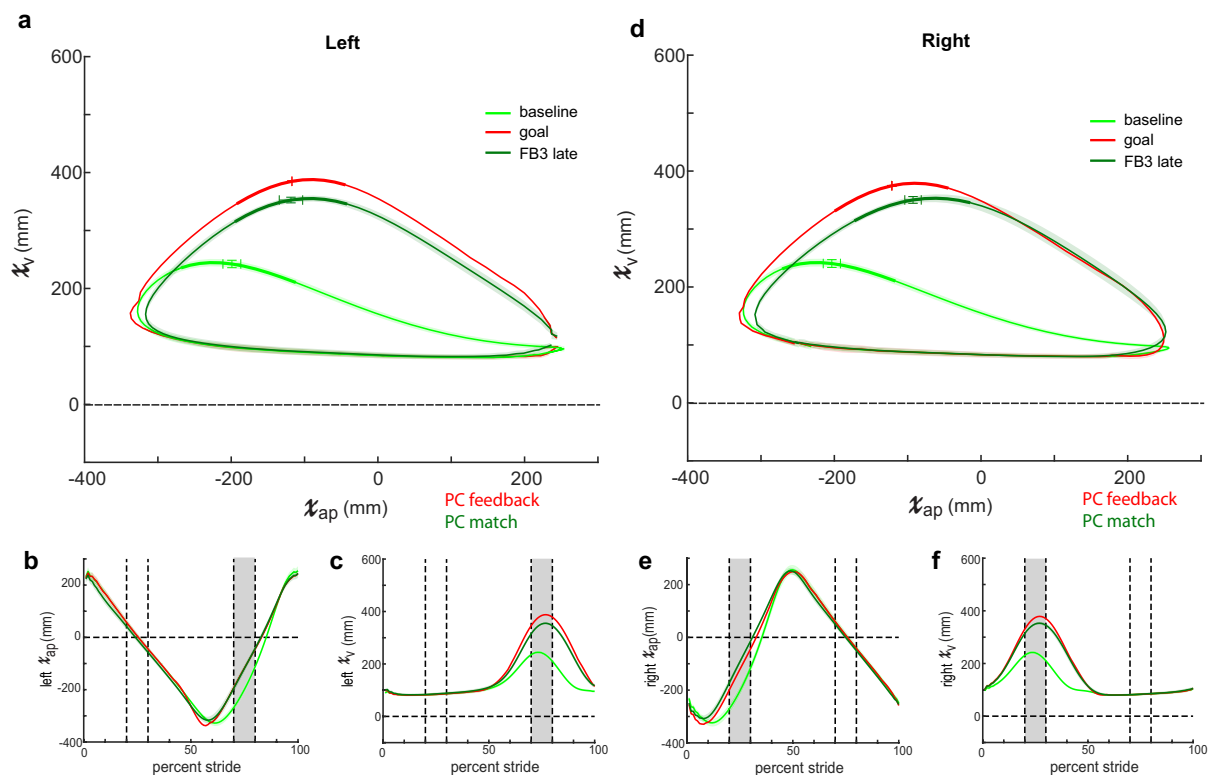 a
Left
600
400
200
0
-400
-200
0
200
𝓍v (mm)
𝓍ap (mm)
baseline
goal
FB3 late
PC feedback
PC match
d
Right
600
400
200
0
-400
-200
0
200
𝓍v (mm)
𝓍ap (mm)
baseline
goal
FB3 late
PC feedback
PC match
b
left 𝓍ap(mm)
200
0
-200
-400
0
50
100
percent stride
c
left 𝓍v (mm)
600
400
200
0
0
50
100
percent stride
e
right 𝓍ap(mm)
200
0
-200
-400
0
50
100
percent stride
f
right 𝓍v (mm)
600
400
200
0
0
50
100
percent stride